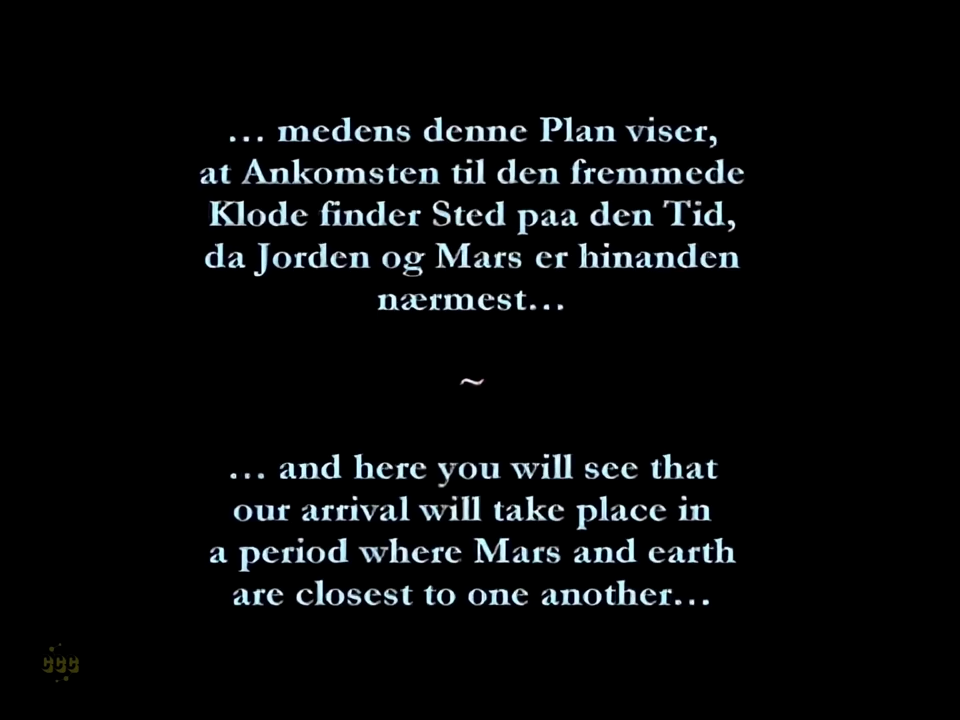 … medens denne Plan viser,
at Ankomsten til den fremmede
Klode finder Sted paa den Tid,
da Jorden og Mars er hinanden
nærmest…
~
… and here you will see that
our arrival will take place in
a period where Mars and earth
are closest to one another…
CCC